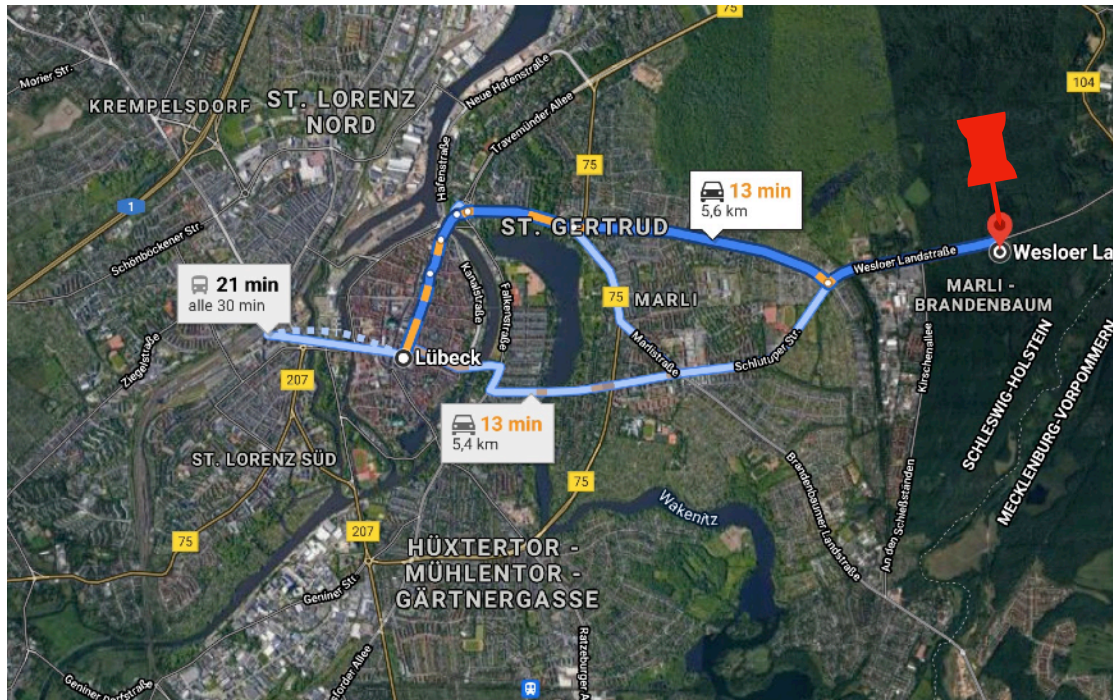 75
Morier Str.
KREMPELSDORF
ST. LORENZ
NORD
Neue Hafenstraße
Travemünder Allee
Hafenstraße
104
75
1
13 min
5,6 km
ST. GERTRUD
Schönböckener Str.
21 min
alle 30 min
Kanalstraße
Falkenstraße
75
MARLI
Wesloer Landstraße
Wesloer La
MARLI -
BRANDENBAUM
Ziegelstraße
Lübeck
207
Marlistraße
Schlutuper Str.
Kirschenallee
SCHLESWIG-HOLSTEIN
MECKLENBURG-VORPOMMERN
13 min
5,4 km
ST. LORENZ SÜD
75
Wakenitz
Brandenbaumer Landstraße
An den Schießständen
75
207
HÜXTERTOR -
MÜHLENTOR -
GÄRTNERGASSE
Geniner Str.
Geniner Dorfstraße
sforder Allee
Ratzeburger A